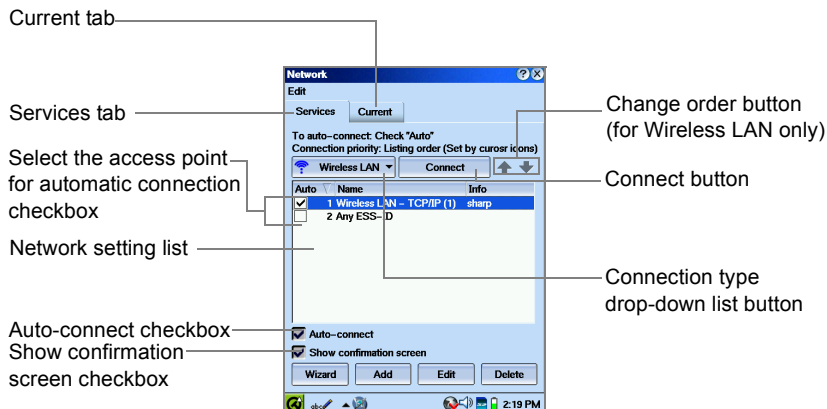 Current tab
Network
Edit
Services tab
Services Current
Change order button
(for Wireless LAN only)
To auto-connect: Check "Auto"
Connection priority: Listing order (Set by curosr icons)
Select the access point
for automatic connection
checkbox
Wireless LAN Connect
Connect button
Auto Name Info
1 Wireless LAN - TCP/IP (1) sharp
2 Any ESS-ID
Network setting list
Connection type
drop-down list button
Auto-connect checkbox
Auto-connect
Show confirmation
screen checkbox
Show confirmation screen
Wizard Add Edit Delete
abc
2:19 PM